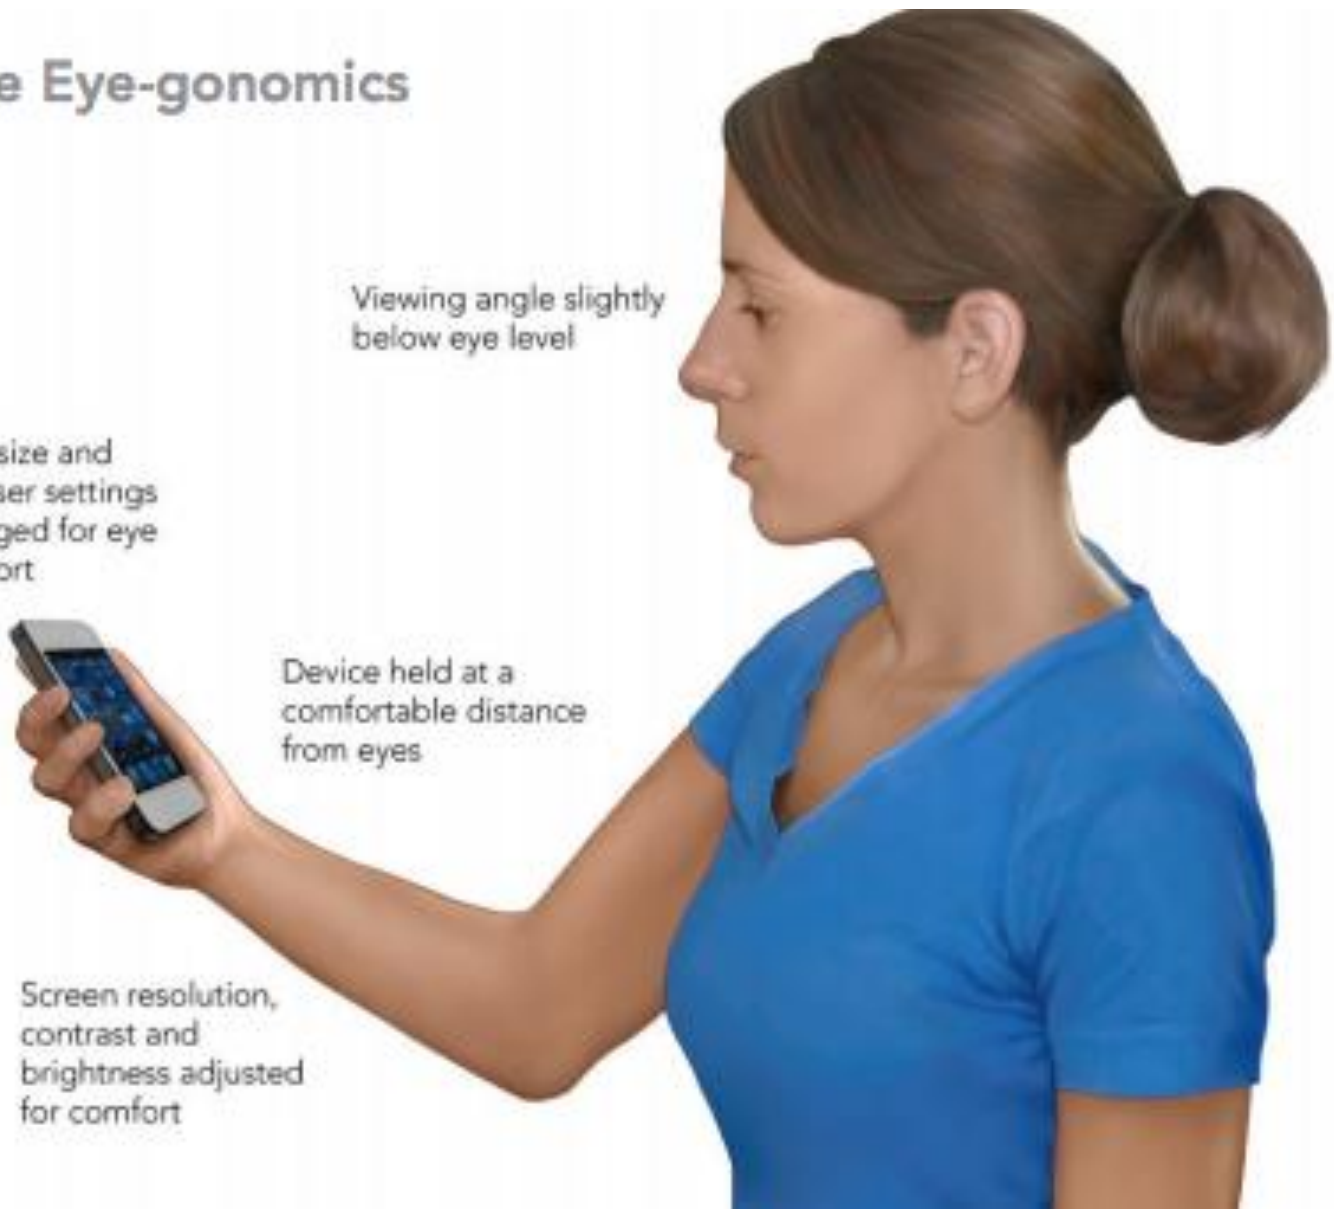 e Eye-gonomics
Viewing angle slightly
below eye level
size and
ser settings
ged for eye
ort
Device held at a
comfortable distance
from eyes
Screen resolution,
contrast and
brightness adjusted
for comfort